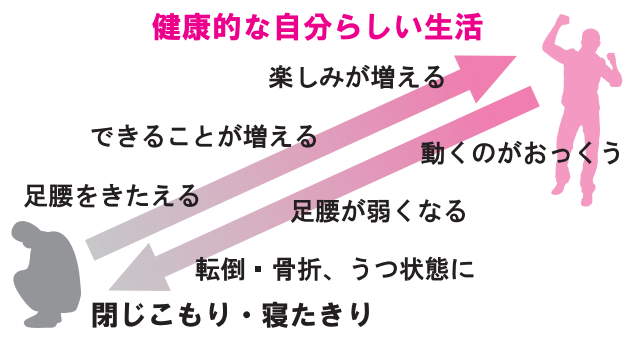 健康的な自分らしい生活
楽しみが増える
できることが増える
動くのがおっくう
足腰をきたえる
足腰が弱くなる
転倒・骨折、うつ状態に
閉じこもり・寝たきり